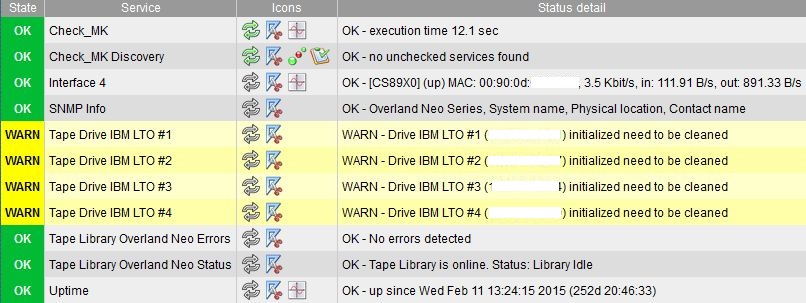 State Service Icons Status detail
OK Check_MK OK - execution time 12.1 sec
OK Check_MK Discovery OK - no unchecked services found
OK Interface 4 OK - [CS89X0] (up) MAC: 00:90:0d: , 3.5 Kbit/s, in: 111.91 B/s, out: 891.33 B/s
OK SNMP Info OK - Overland Neo Series, System name, Physical location, Contact name
WARN Tape Drive IBM LTO #1 WARN - Drive IBM LTO #1 ( ) initialized need to be cleaned
WARN Tape Drive IBM LTO #2 WARN - Drive IBM LTO #2 ( ) initialized need to be cleaned
WARN Tape Drive IBM LTO #3 WARN - Drive IBM LTO #3 ( 4) initialized need to be cleaned
WARN Tape Drive IBM LTO #4 WARN - Drive IBM LTO #4 ( ) initialized need to be cleaned
OK Tape Library Overland Neo Errors OK - No errors detected
OK Tape Library Overland Neo Status OK - Tape Library is online. Status: Library Idle
OK Uptime OK - up since Wed Feb 11 13:24:15 2015 (252d 20:46:33)